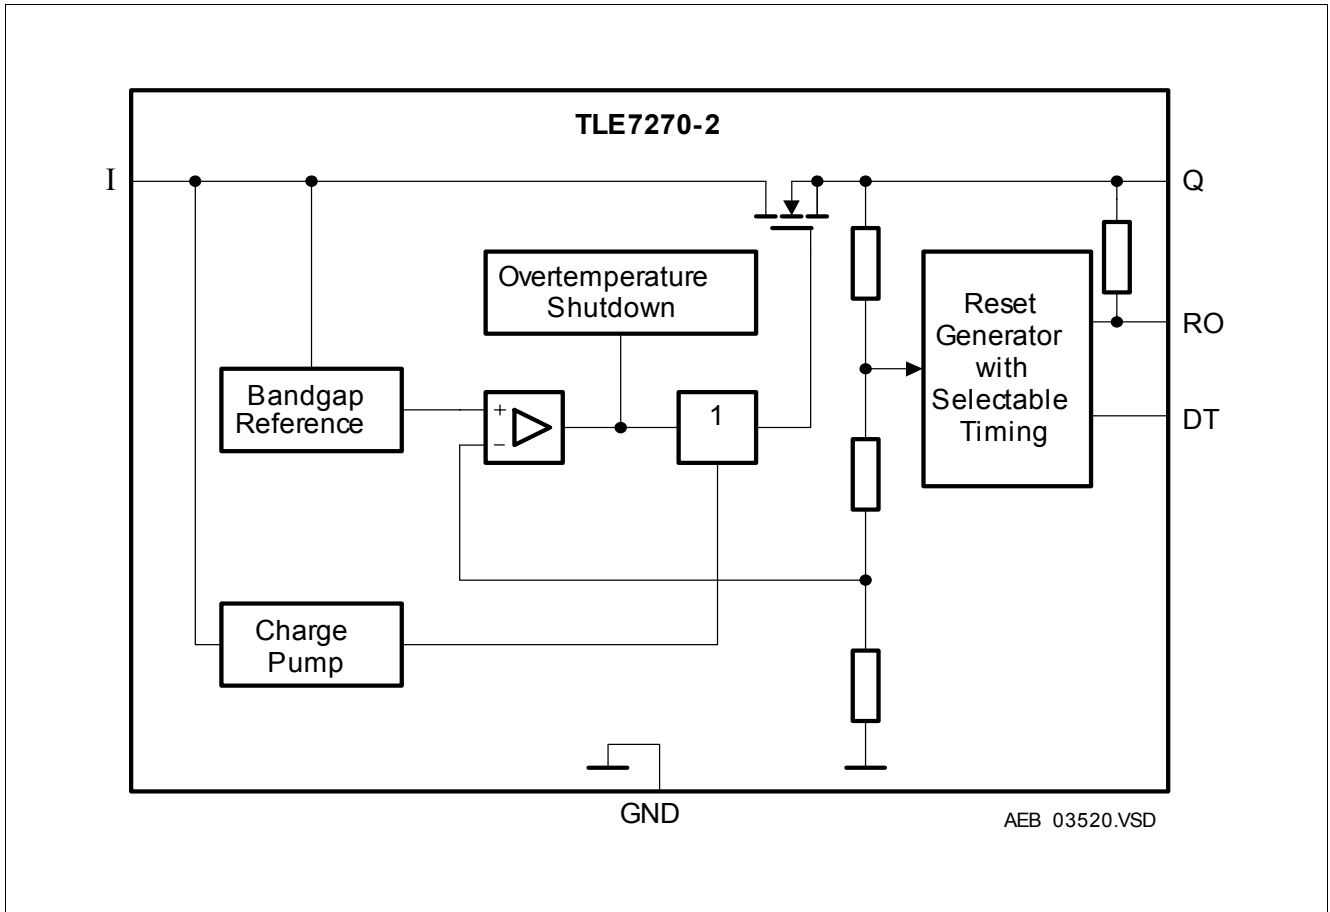 TLE7270-2
I
Q
Overtemperature
Shutdown
Reset
Generator
with
Selectable
Timing
RO
DT
Bandgap
Reference
+
−
1
Charge
Pump
GND
AEB 03520.VSD